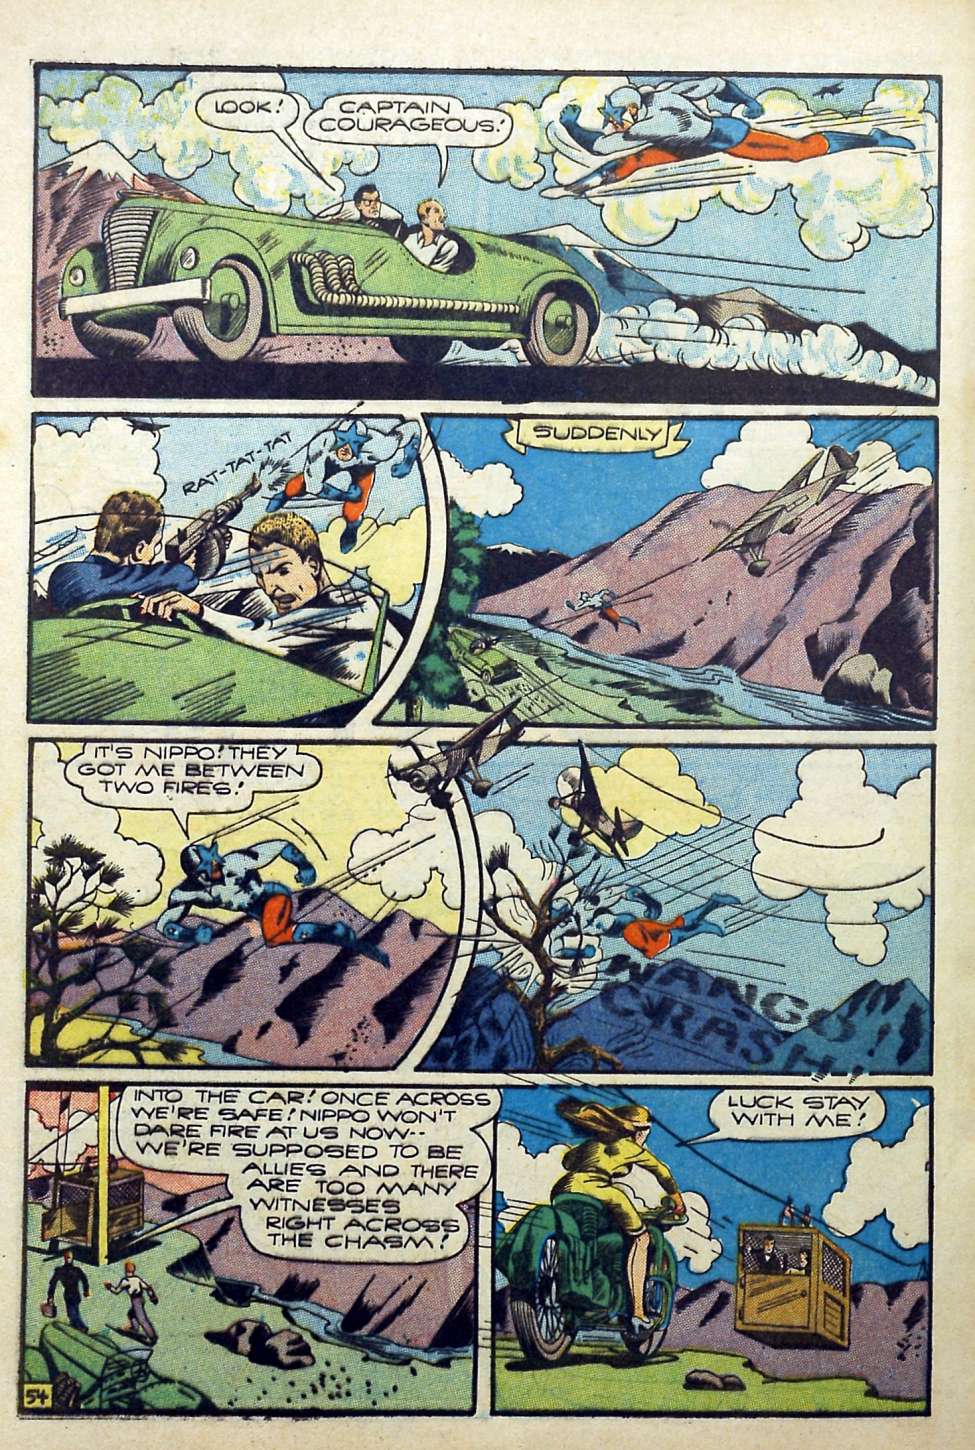 LOOK!
CAPTAIN
COURAGEOUS!
RAT-TAT-TAT
SUDDENLY
IT'S NIPPO! THEY
GOT ME BETWEEN
TWO FIRES!
WANGO!
CRASH!
INTO THE CAR! ONCE ACROSS
WE'RE SAFE! NIPPO WON'T
DARE FIRE AT US NOW--
WE'RE SUPPOSED TO BE
ALLIES AND THERE
ARE TOO MANY
WITNESSES
RIGHT ACROSS
THE CHASM!
LUCK STAY
WITH ME!
54